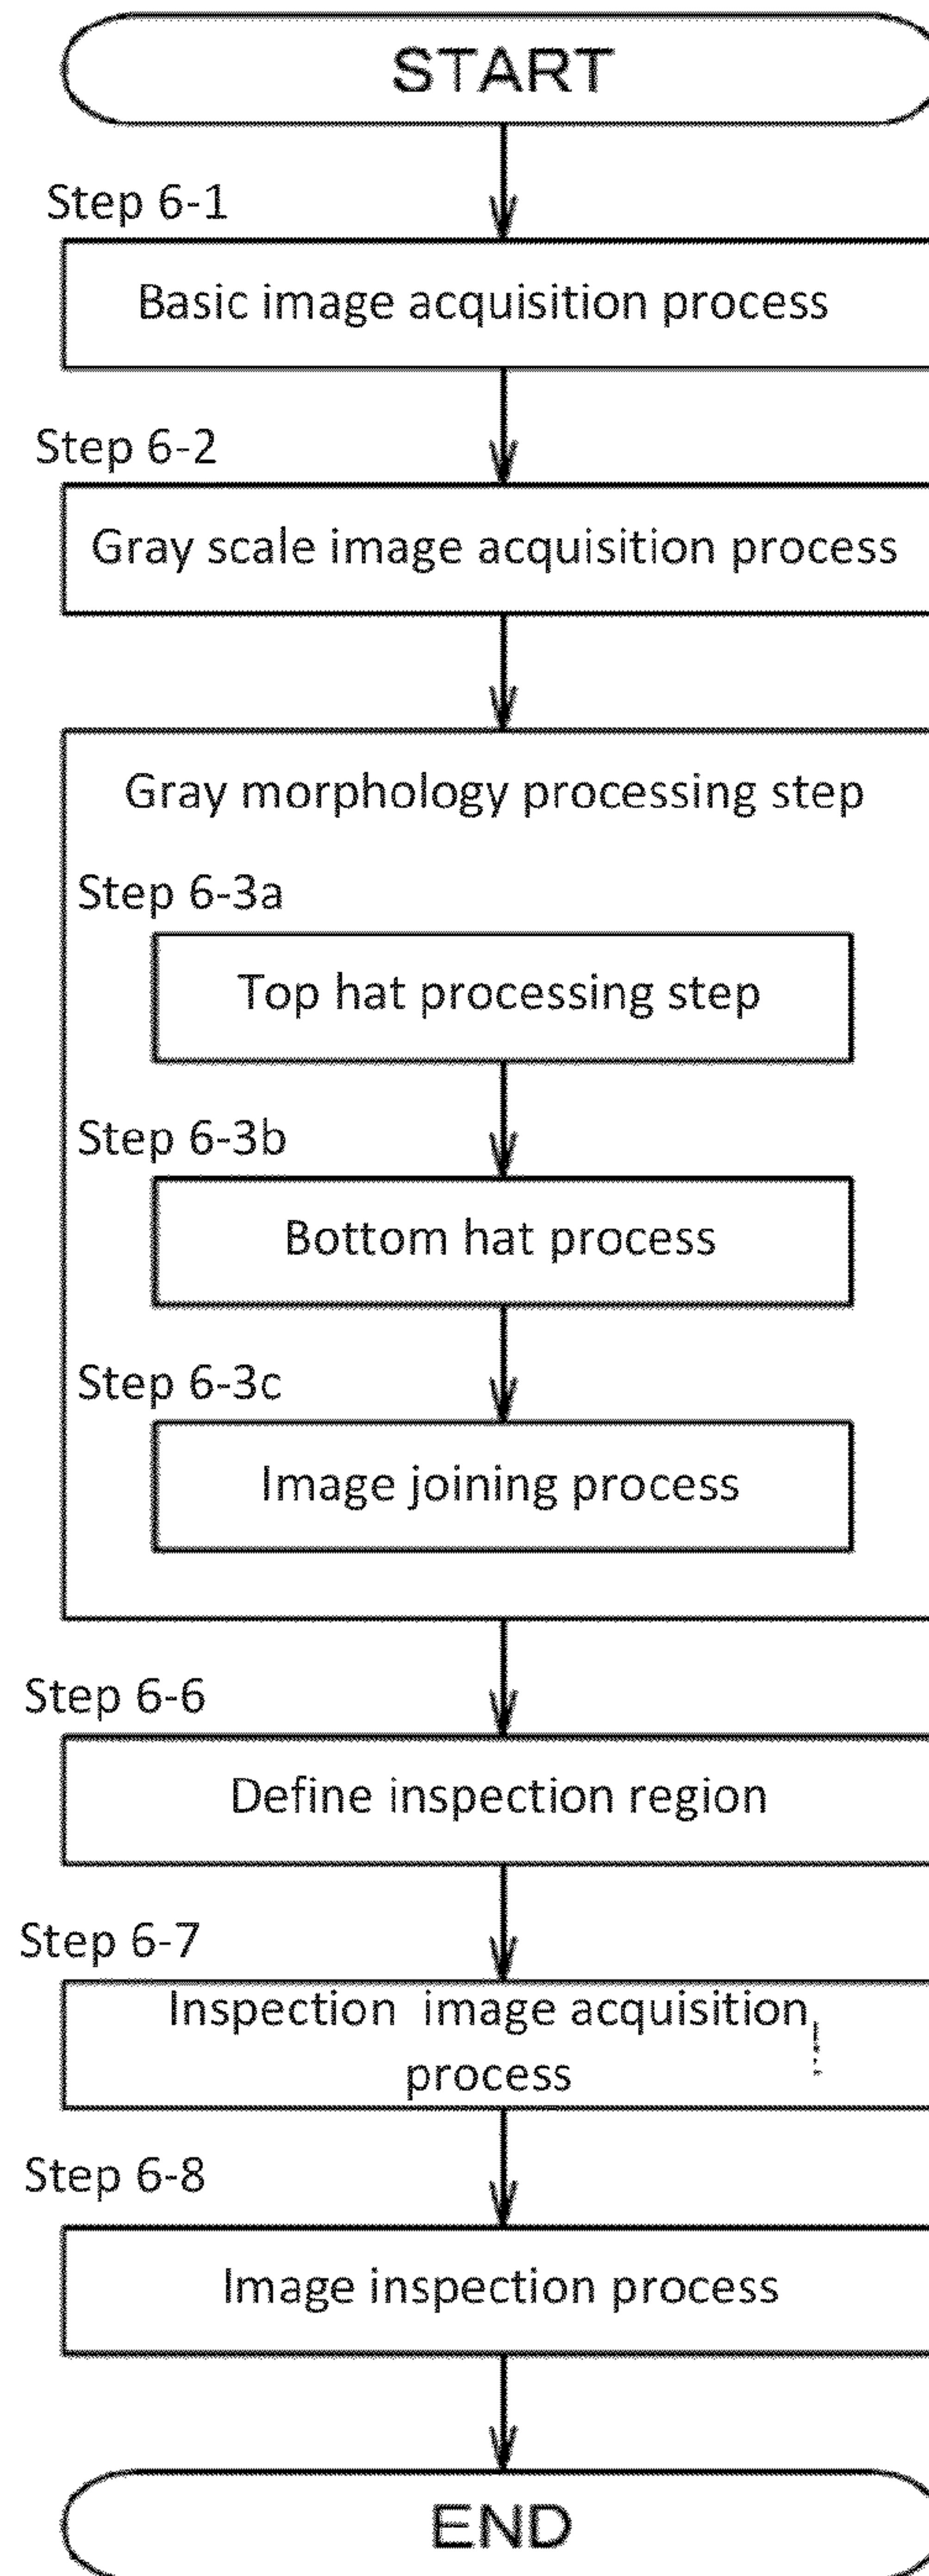 START
Step 6-1
Basic image acquisition process
Step 6-2
Gray scale image acquisition process
Gray morphology processing step
Step 6-3a
Top hat processing step
Step 6-3b
Bottom hat process
Step 6-3c
Image joining process
Step 6-6
Define inspection region
Step 6-7
Inspection image acquisition
process
Step 6-8
Image inspection process
END